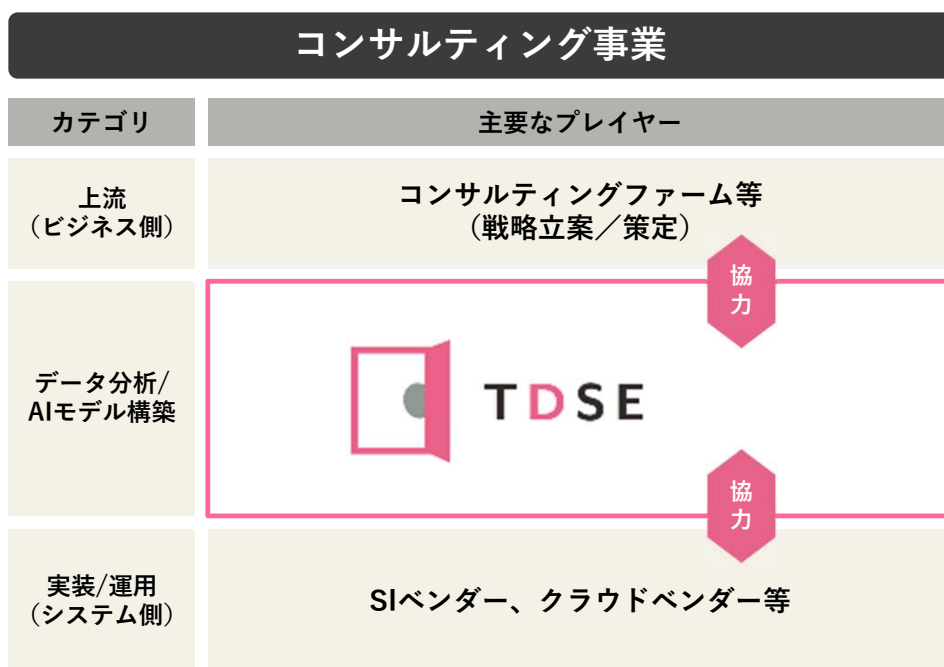 コンサルティング事業
カテゴリ
主要なプレイヤー
上流
（ビジネス側）
コンサルティングファーム等
（戦略立案／策定）
協
力
データ分析/
AIモデル構築
TDSE
協
力
実装/運用
（システム側）
SIベンダー、クラウドベンダー等